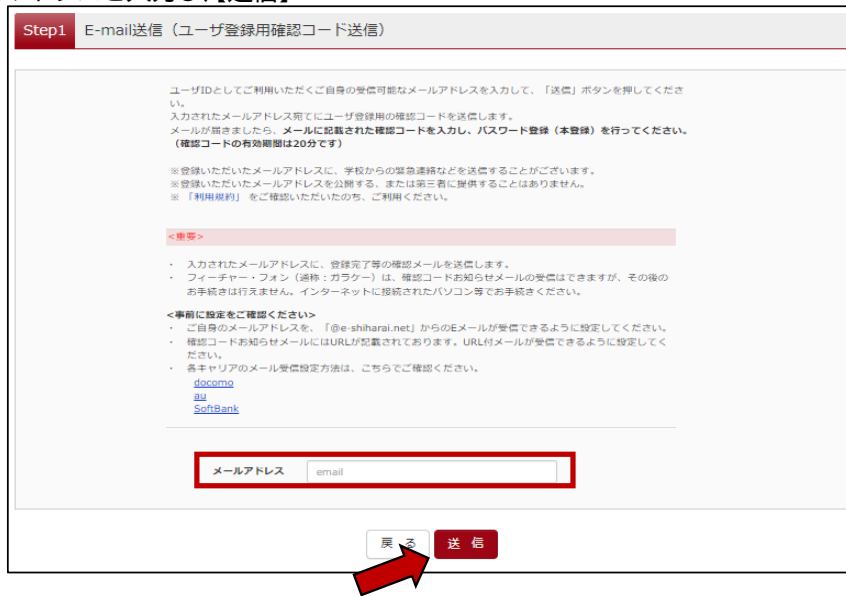 Step1 E-mail送信（ユーザ登録用確認コード送信）
ユーザIDとしてご利用いただくご自身の受信可能なメールアドレスを入力して、「送信」ボタンを押してくださ
い。
入力されたメールアドレス宛てにユーザ登録用の確認コードを送信します。
メールが届きましたら、メールに記載された確認コードを入力し、パスワード登録（本登録）を行ってください。
（確認コードの有効期間は20分です）
※登録いただいたメールアドレスに、学校からの緊急連絡などを送信することがございます。
※登録いただいたメールアドレスを公開する、または第三者に提供することはありません。
※ 「利用規約」 をご確認いただいたのち、ご利用ください。
<重要>
・ 入力されたメールアドレスに、登録完了等の確認メールを送信します。
・ フィーチャー・フォン（通称：ガラケー）は、確認コードお知らせメールの受信はできますが、その後の
お手続きは行えません。インターネットに接続されたパソコン等でお手続きください。
<事前に設定をご確認ください>
・ ご自身のメールアドレスを、「@e-shiharai.net」からのEメールが受信できるように設定してください。
・ 確認コードお知らせメールにはURLが記載されております。URL付メールが受信できるように設定してく
ださい。
・ 各キャリアのメール受信設定方法は、こちらでご確認ください。
docomo
au
SoftBank
メールアドレス email
戻 る 送 信